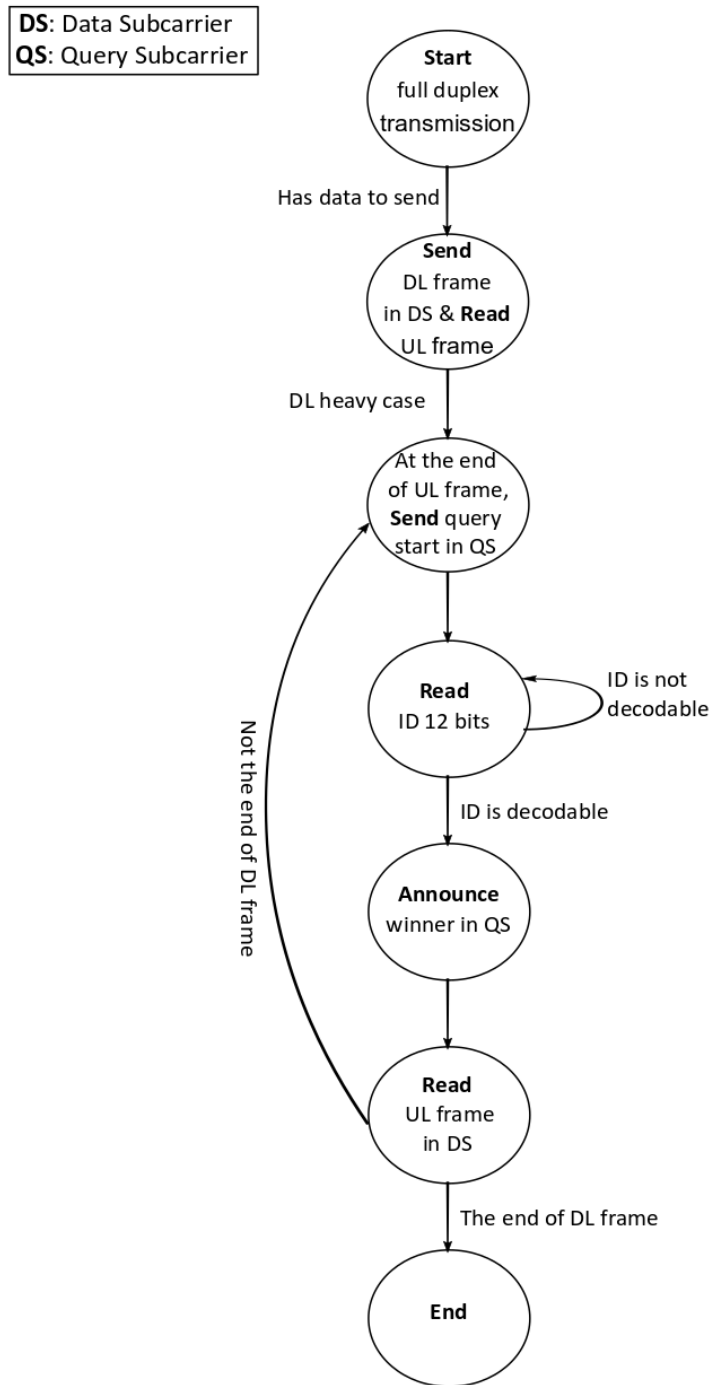 DS: Data Subcarrier
QS: Query Subcarrier
Start
full duplex
transmission
Has data to send
Send
DL frame
in DS & Read
UL frame
DL heavy case
At the end
of UL frame,
Send query
start in QS
Read
ID 12 bits
ID is not
decodable
Not the end of DL frame
ID is decodable
Announce
winner in QS
Read
UL frame
in DS
The end of DL frame
End